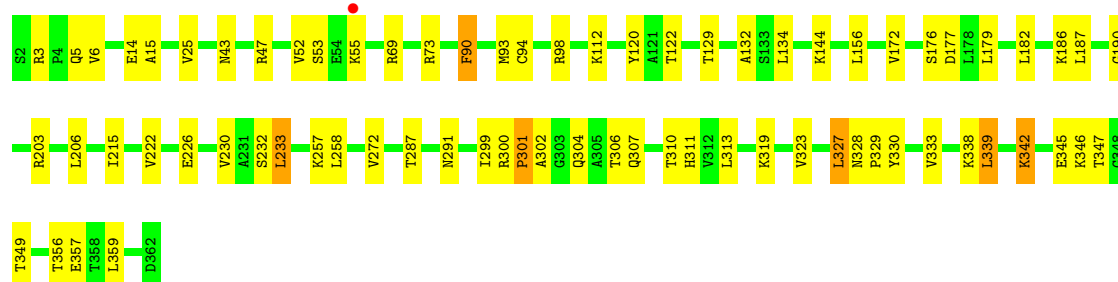 S2 R3 P4 Q5 V6 E14 A15 V25 N43 R47 V52 S53 E54 K55 R69 R73 F90 M93 C94 R98 K112 Y120 A121 T122 T129 A132 S133 L134 K144 L156 V172 S176 D177 L178 L179 L182 K186 L187
R203 L206 I215 V222 E226 V230 A231 S232 L233 K257 L258 V272 T287 N291 I299 R300 P301 A302 G303 Q304 A305 T306 Q307 T310 H311 V312 L313 K319 V323 L327 N328 P329 Y330 V333 K338 L339 K342 E345 K346 T347 G348
T349 T356 E357 T358 L359 D362